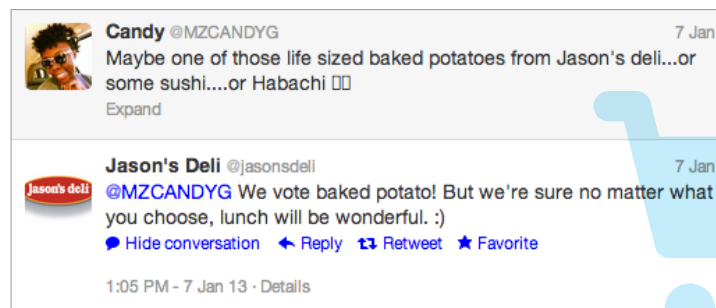 Candy @MZCANDYG 7 Jan
Maybe one of those life sized baked potatoes from Jason's deli...or
some sushi....or Habachi
Expand
Jason's Deli @jasonsdeli 7 Jan
Jason's deli
@MZCANDYG We vote baked potato! But we're sure no matter what
you choose, lunch will be wonderful. :)
Hide conversation Reply Retweet Favorite
1:05 PM - 7 Jan 13 · Details